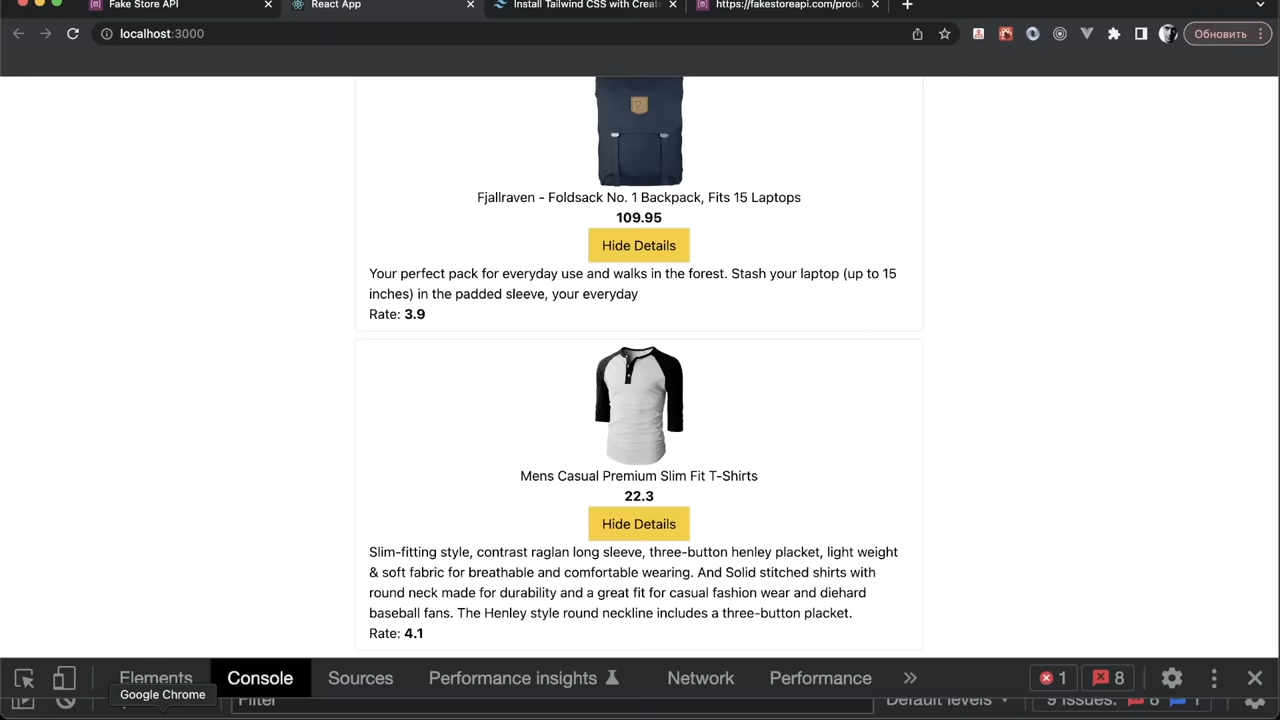 Fake Store API
React App
Install Tailwind CSS with Create
https://fakestoreapi.com/produ
localhost:3000
Обновить
Fjallraven - Foldsack No. 1 Backpack, Fits 15 Laptops
109.95
Hide Details
Your perfect pack for everyday use and walks in the forest. Stash your laptop (up to 15
inches) in the padded sleeve, your everyday
Rate: 3.9
Mens Casual Premium Slim Fit T-Shirts
22.3
Hide Details
Slim-fitting style, contrast raglan long sleeve, three-button henley placket, light weight
& soft fabric for breathable and comfortable wearing. And Solid stitched shirts with
round neck made for durability and a great fit for casual fashion wear and diehard
baseball fans. The Henley style round neckline includes a three-button placket.
Rate: 4.1
Elements Console Sources Performance insights Network Performance 1 8
Google Chrome
Filter Default levels 9 Issues: 8 1